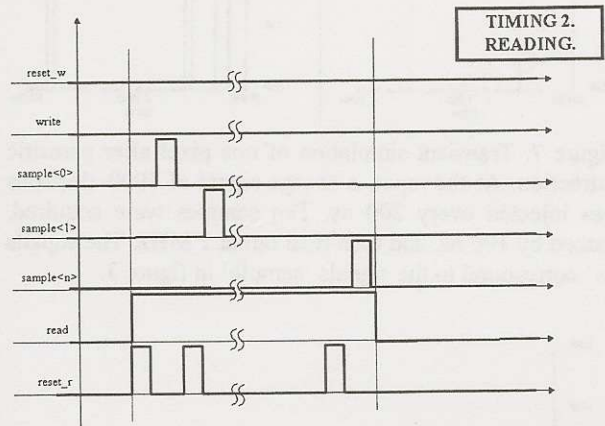 TIMING 2.
READING.
reset_w
write
sample<0>
sample<1>
sample<n>
read
reset_r